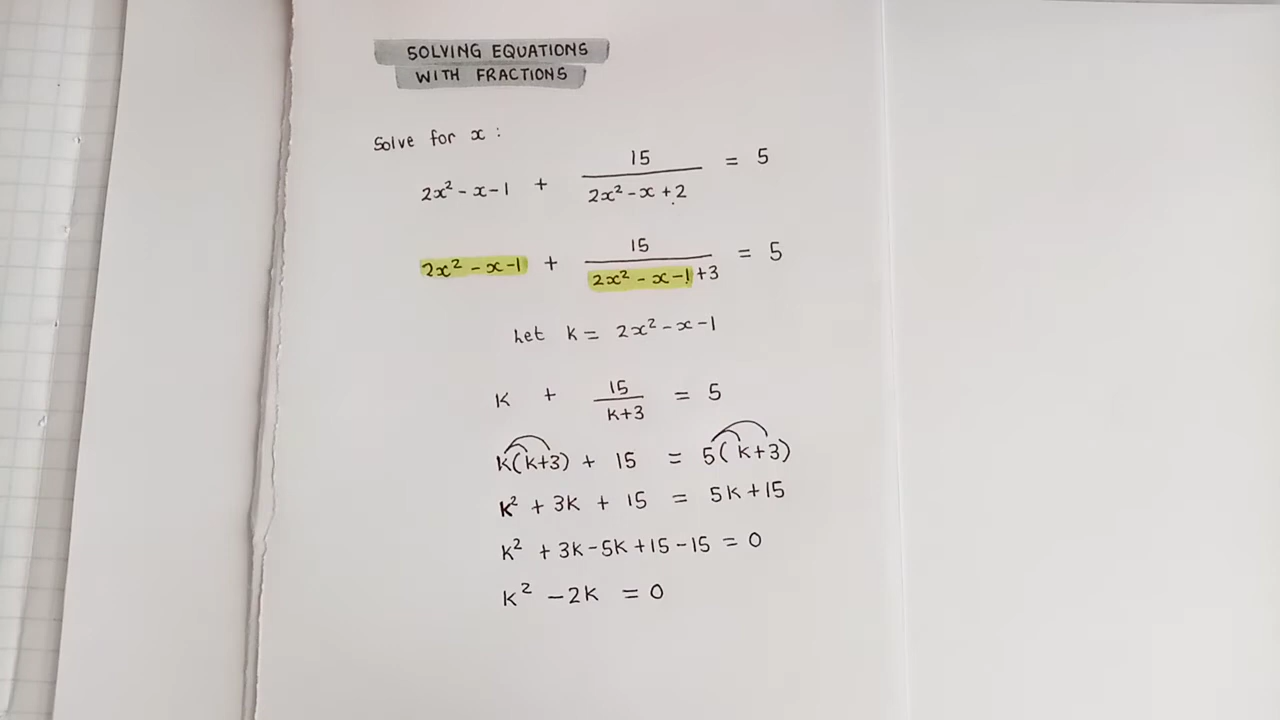 SOLVING EQUATIONS
WITH FRACTIONS
Solve for x :
2x² - x - 1 + 15/(2x² - x + 2) = 5
2x² - x - 1 + 15/(2x² - x - 1 + 3) = 5
Let k = 2x² - x - 1
k + 15/(k+3) = 5
k(k+3) + 15 = 5(k+3)
k² + 3k + 15 = 5k + 15
k² + 3k - 5k + 15 - 15 = 0
k² - 2k = 0